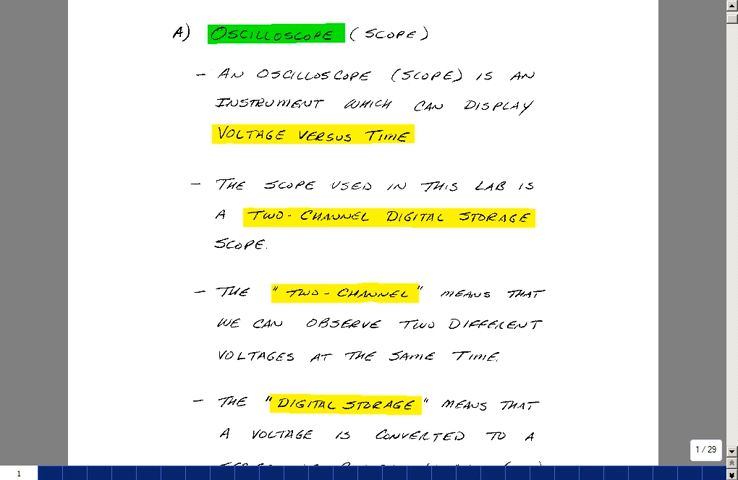 A) OSCILLOSCOPE (SCOPE)
- AN OSCILLOSCOPE (SCOPE) IS AN
INSTRUMENT WHICH CAN DISPLAY
VOLTAGE VERSUS TIME
- THE SCOPE USED IN THIS LAB IS
A TWO-CHANNEL DIGITAL STORAGE
SCOPE.
- THE "TWO-CHANNEL" MEANS THAT
WE CAN OBSERVE TWO DIFFERENT
VOLTAGES AT THE SAME TIME.
- THE "DIGITAL STORAGE" MEANS THAT
A VOLTAGE IS CONVERTED TO A
1 / 29
1